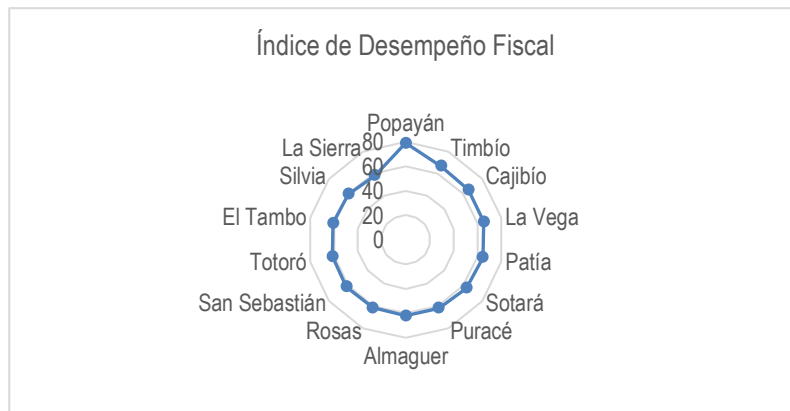 Índice de Desempeño Fiscal
Popayán
Timbío
Cajibío
La Vega
Patía
Sotará
Puracé
Almaguer
Rosas
San Sebastián
Totoró
El Tambo
Silvia
La Sierra
80
60
40
20
0